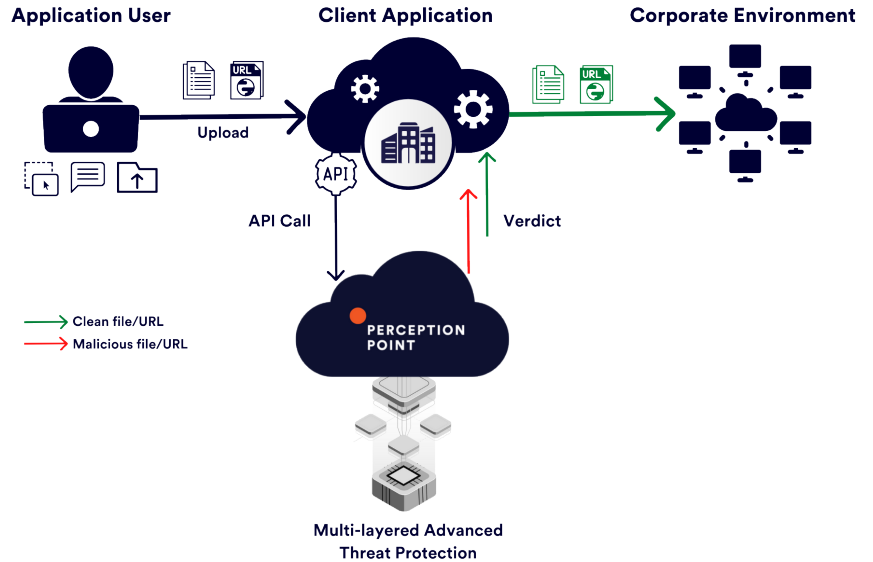 Application User
Client Application
Corporate Environment
URL
URL
Upload
API
API Call
Verdict
PERCEPTION
POINT
Clean file/URL
Malicious file/URL
Multi-layered Advanced
Threat Protection